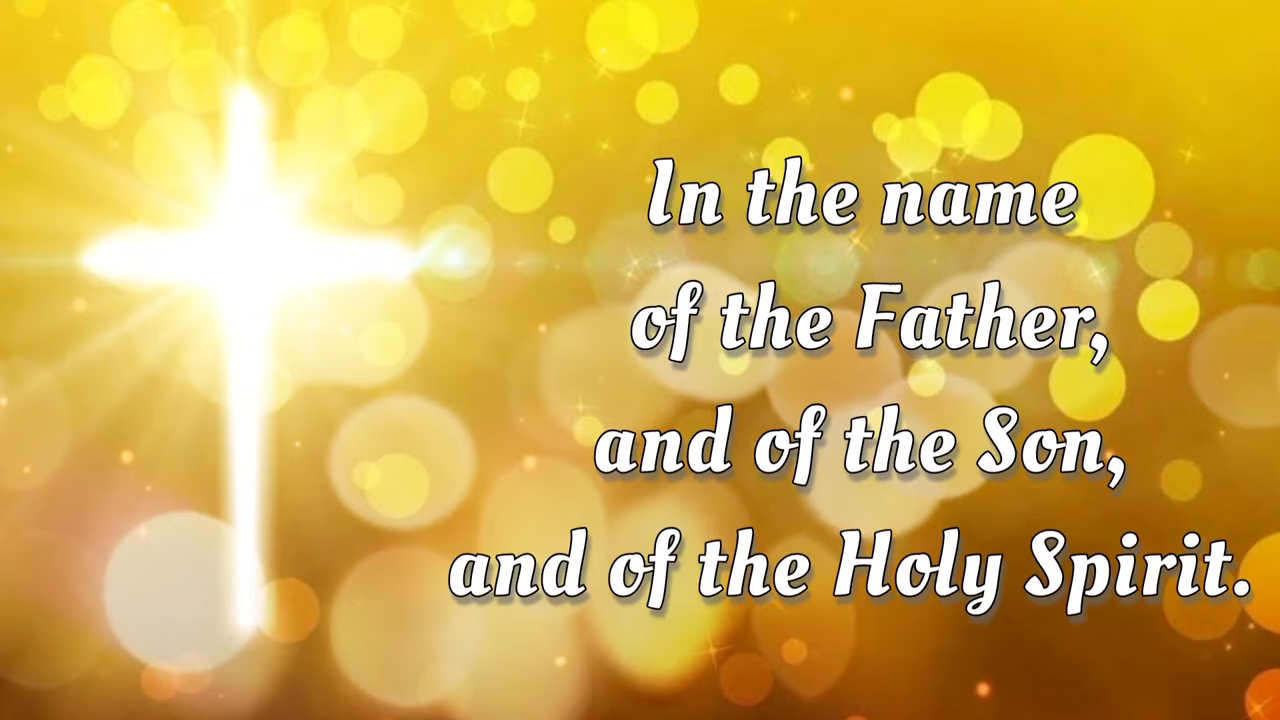 In the name
of the Father,
and of the Son,
and of the Holy Spirit.